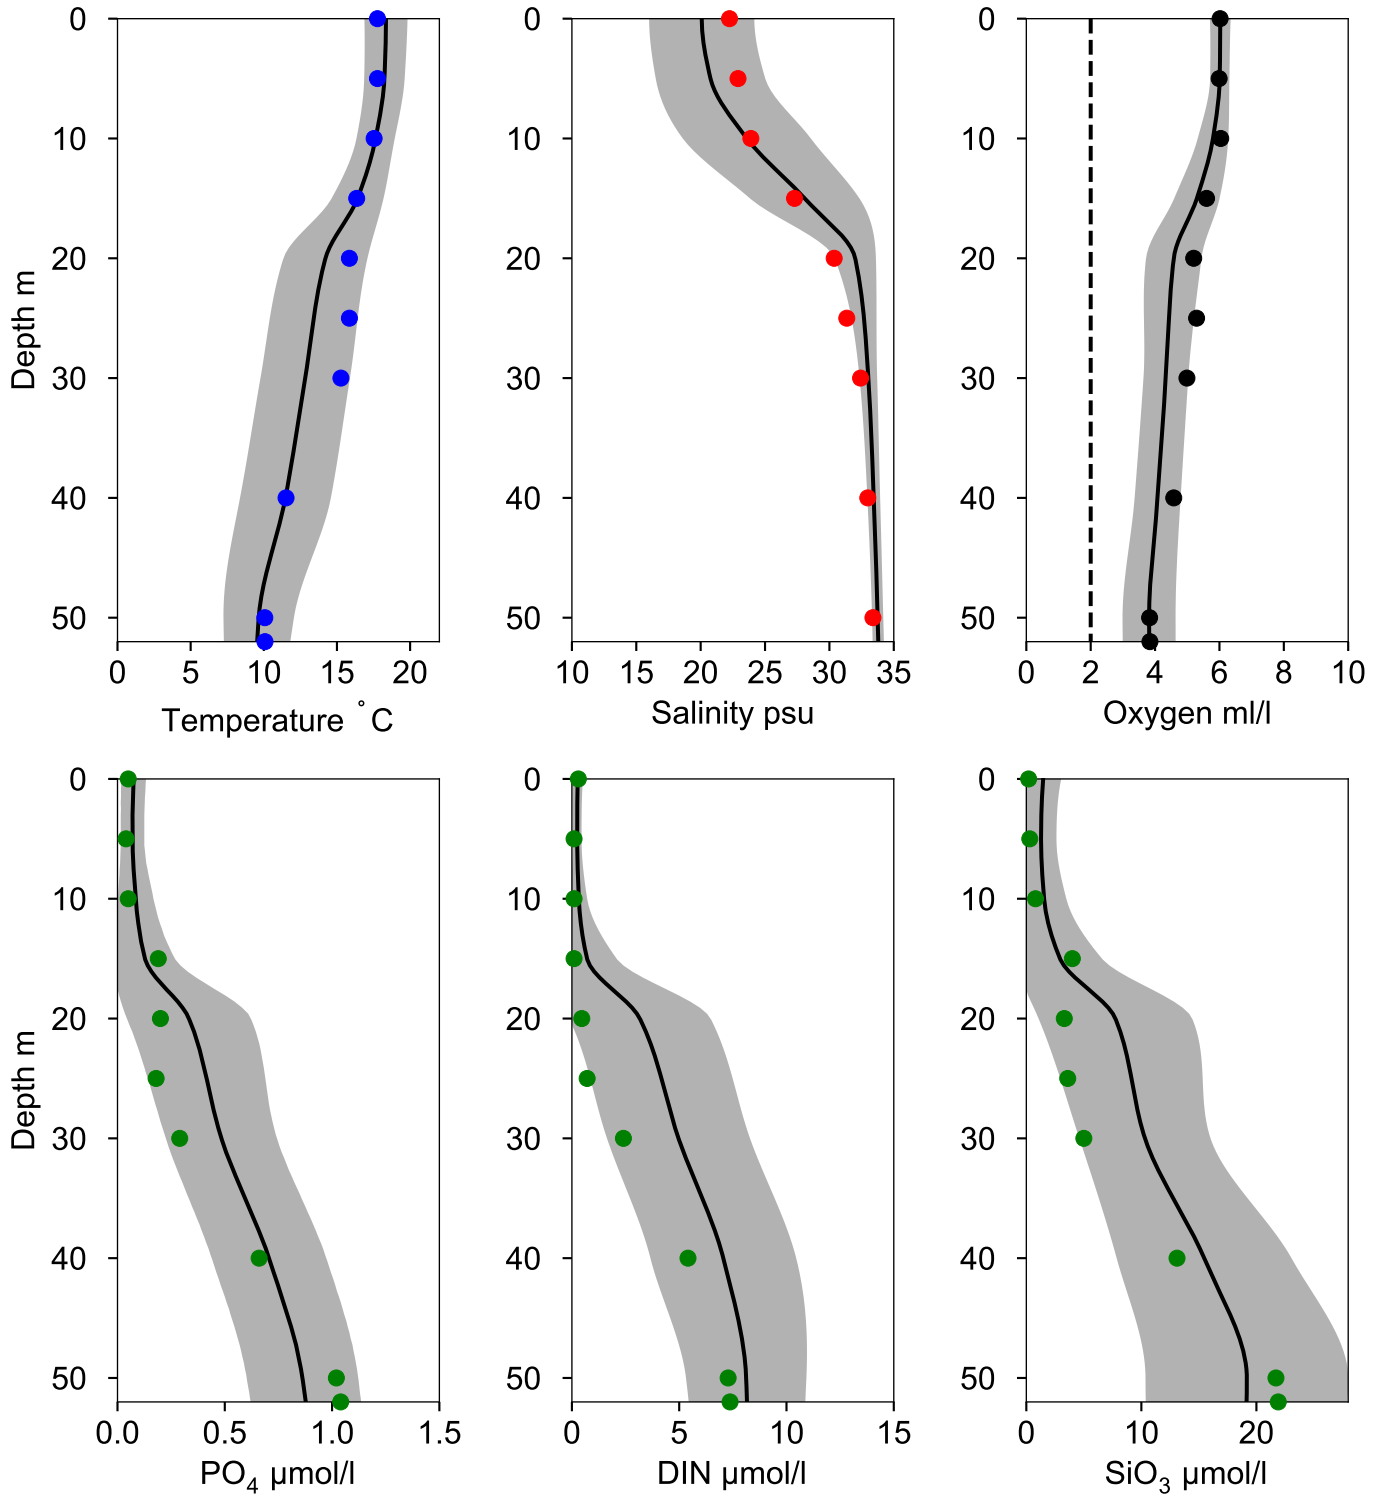 0
10
20
30
40
50
Depth m
0 5 10 15 20
Temperature °C
0
10
20
30
40
50
10 15 20 25 30 35
Salinity psu
0
10
20
30
40
50
0 2 4 6 8 10
Oxygen ml/l
0
10
20
30
40
50
Depth m
0.0 0.5 1.0 1.5
PO4 µmol/l
0
10
20
30
40
50
0 5 10 15
DIN µmol/l
0
10
20
30
40
50
0 10 20
SiO3 µmol/l